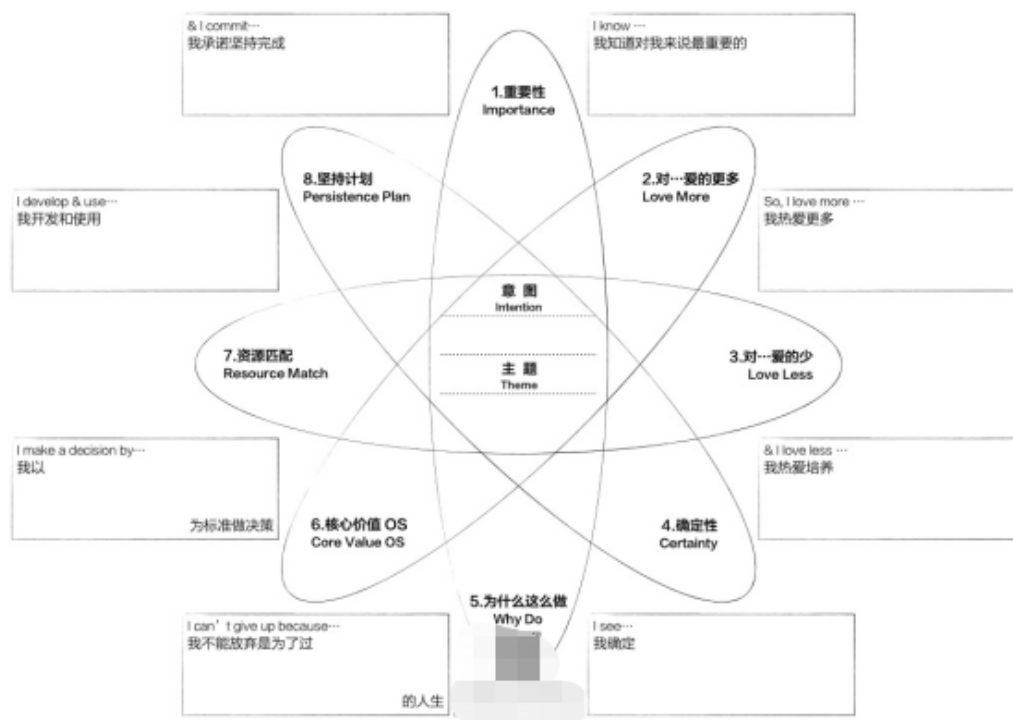 & I commit…
我承诺坚持完成
I know …
我知道对我来说最重要的
1.重要性
Importance
8.坚持计划
Persistence Plan
2.对…爱的更多
Love More
I develop & use…
我开发和使用
So, I love more …
我热爱更多
意 图
Intention
主 题
Theme
7.资源匹配
Resource Match
3.对…爱的少
Love Less
I make a decision by…
我以
为标准做决策
& I love less …
我热爱培养
6.核心价值 OS
Core Value OS
4.确定性
Certainty
5.为什么这么做
Why Do
I can't give up because…
我不能放弃是为了过
的人生
I see…
我确定